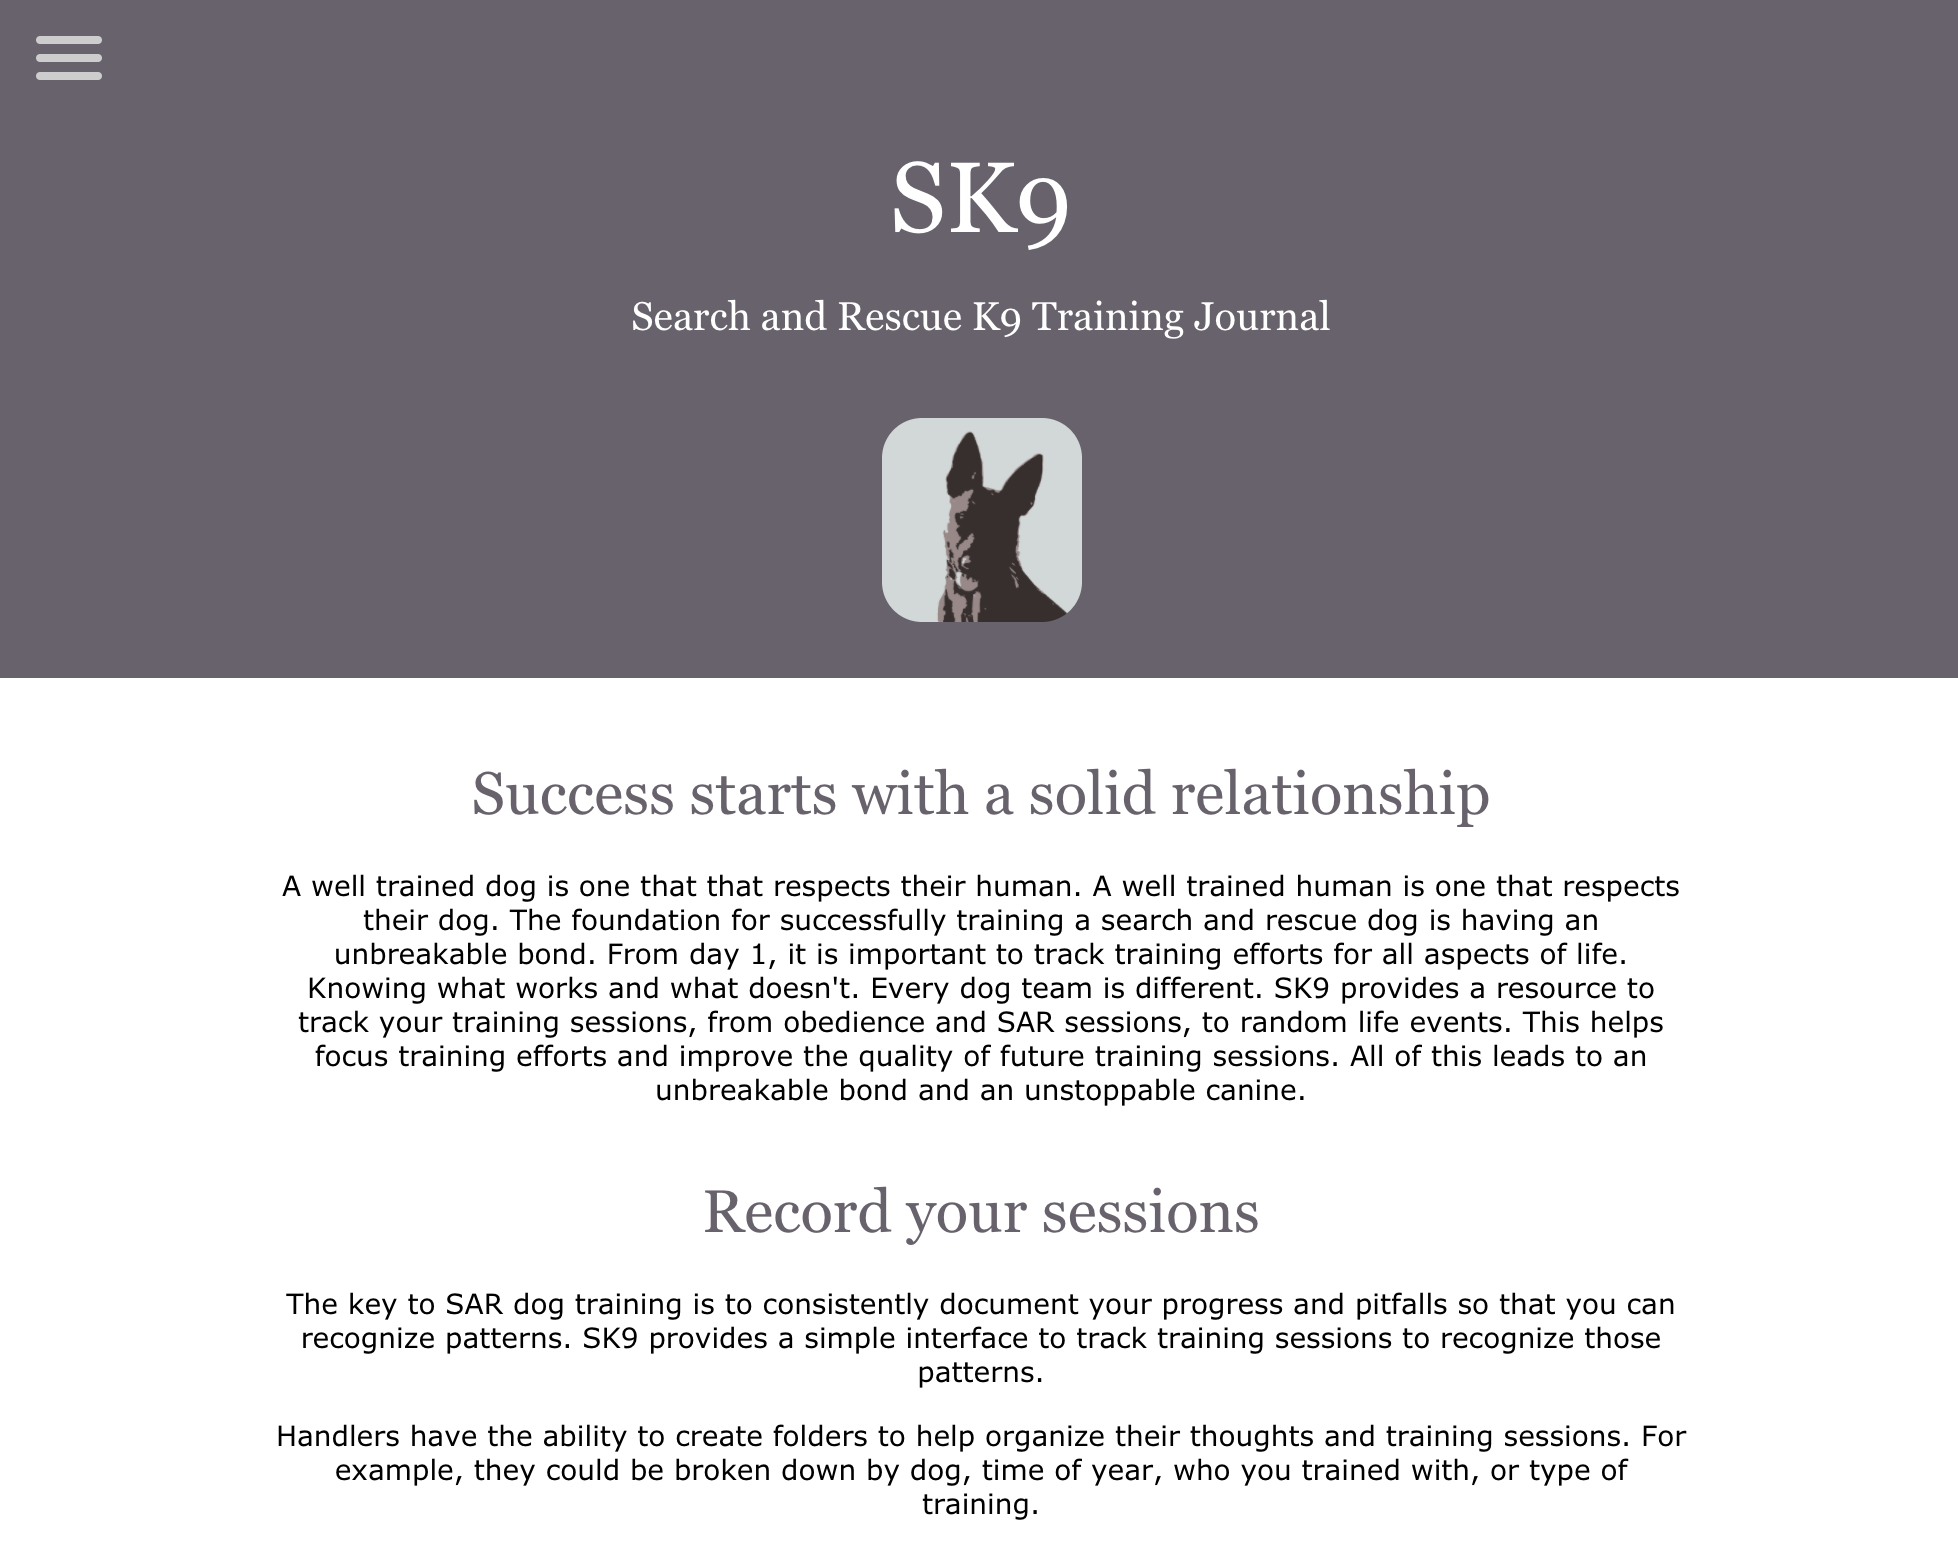 SK9
Search and Rescue K9 Training Journal
Success starts with a solid relationship
A well trained dog is one that that respects their human. A well trained human is one that respects
their dog. The foundation for successfully training a search and rescue dog is having an
unbreakable bond. From day 1, it is important to track training efforts for all aspects of life.
Knowing what works and what doesn't. Every dog team is different. SK9 provides a resource to
track your training sessions, from obedience and SAR sessions, to random life events. This helps
focus training efforts and improve the quality of future training sessions. All of this leads to an
unbreakable bond and an unstoppable canine.
Record your sessions
The key to SAR dog training is to consistently document your progress and pitfalls so that you can
recognize patterns. SK9 provides a simple interface to track training sessions to recognize those
patterns.
Handlers have the ability to create folders to help organize their thoughts and training sessions. For
example, they could be broken down by dog, time of year, who you trained with, or type of
training.